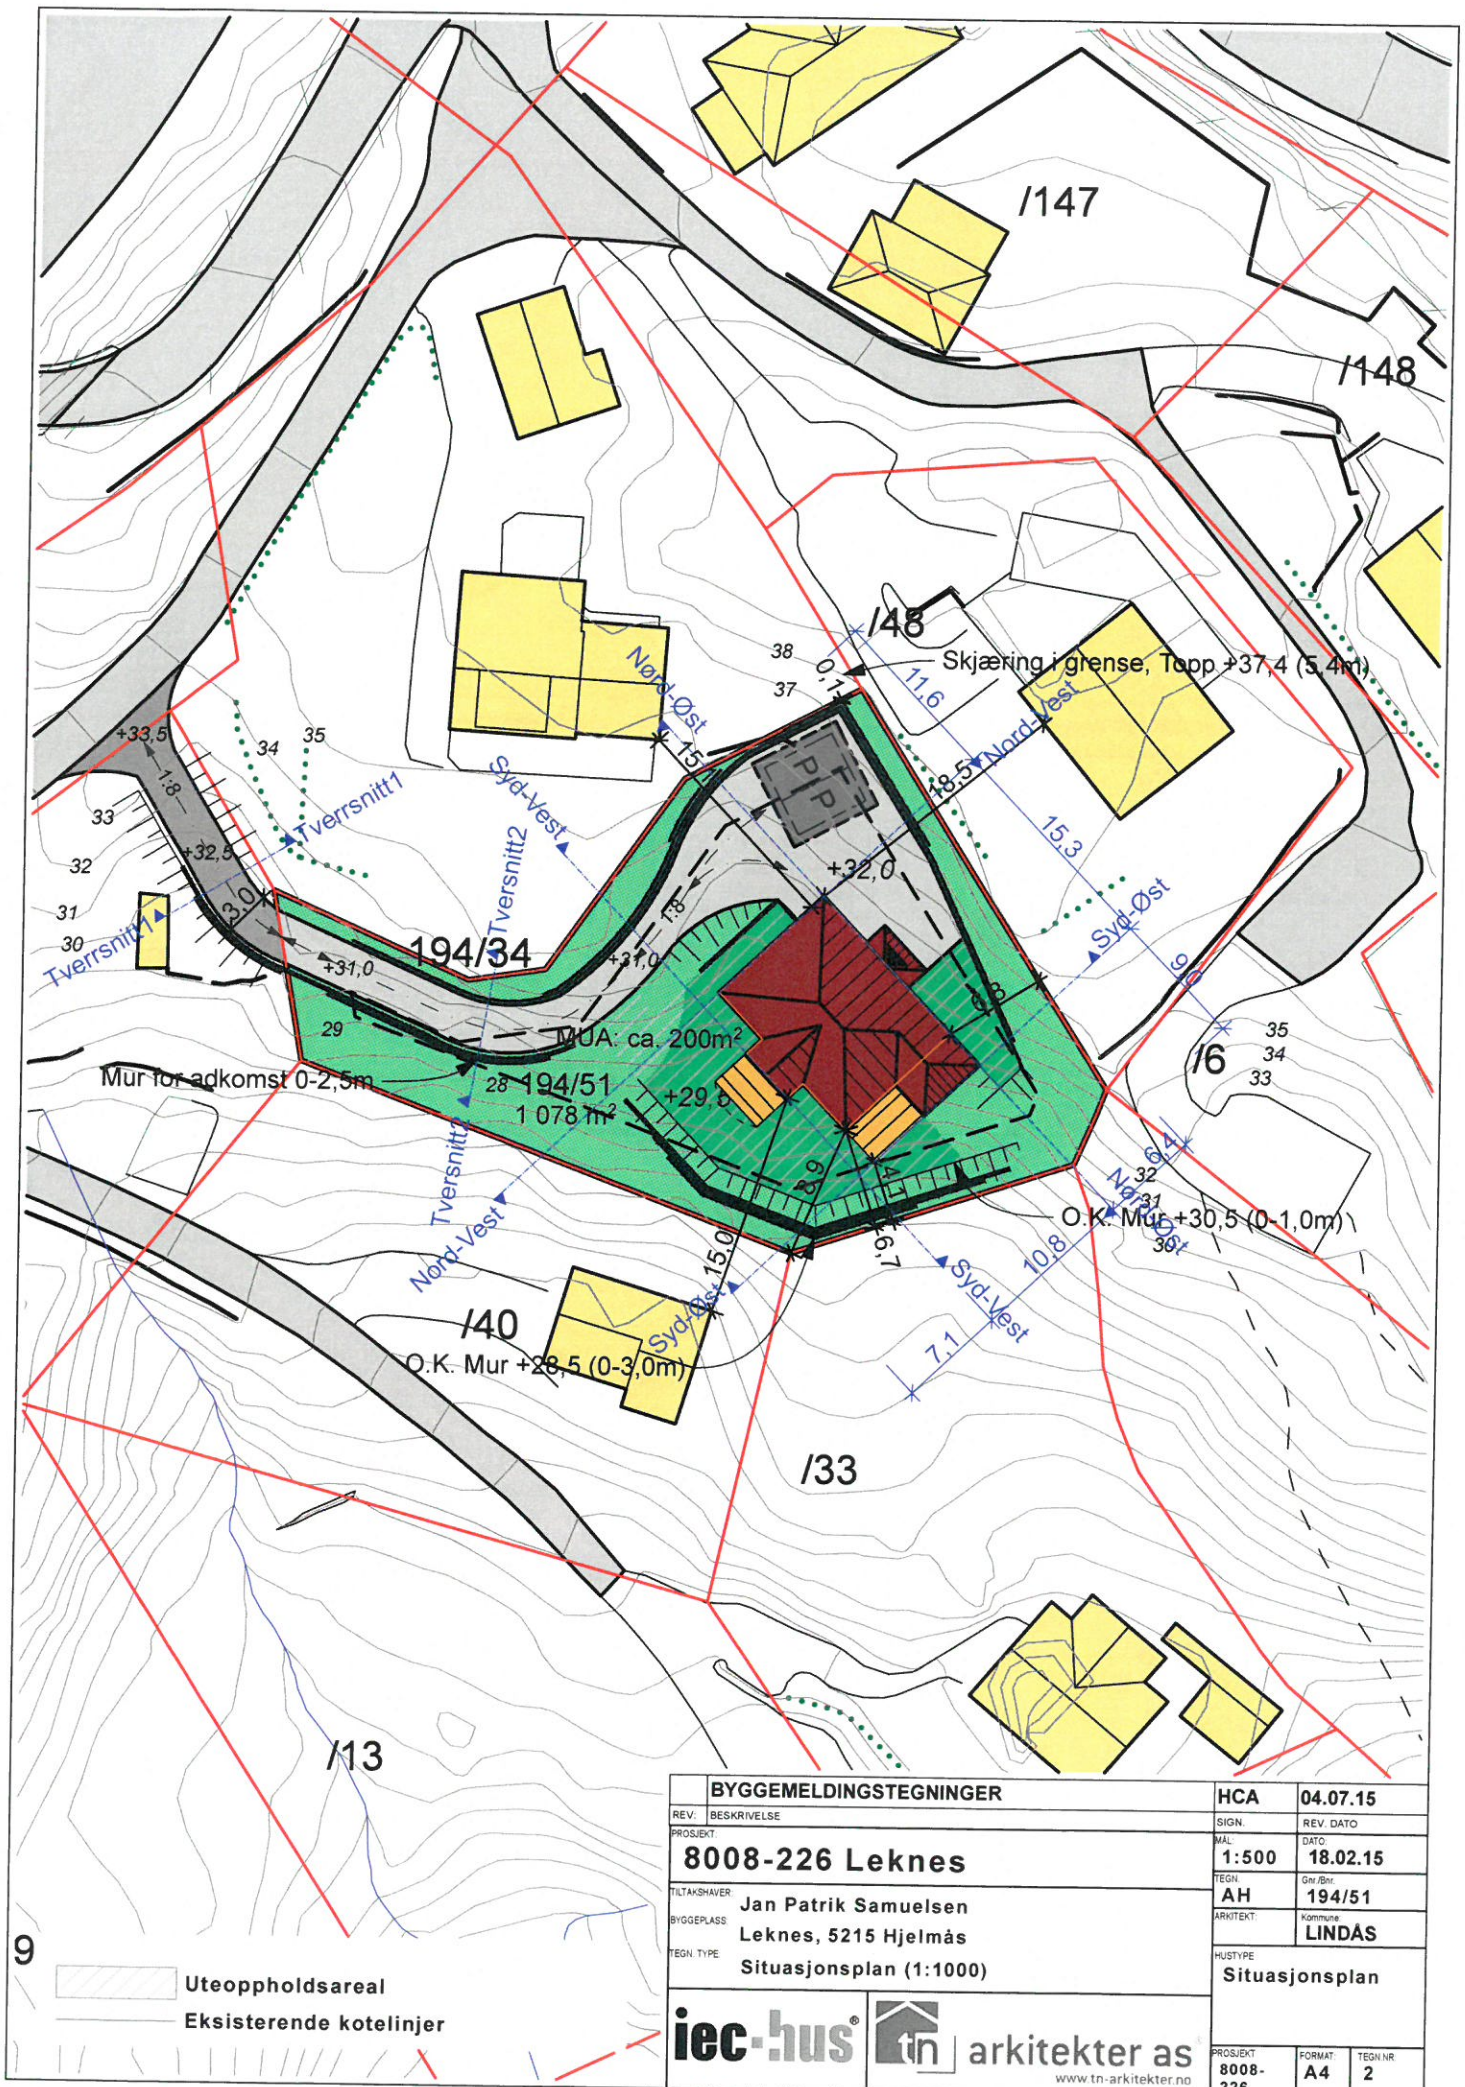 /147
/148
/48
38
37
0,1
Skjæring i grense, Topp +37,4 (5,4m)
11,6
Nord-Øst
Nord-Vest
15,1
18,5
+33,5
34
35
1:8
Syd-Vest
P
P
33
Tverrsnitt1
15,3
+32,5
32
+32,0
Tversnitt2
31
3,0
1:8
Syd-Øst
30
Tverrsnitt1
194/34
+31,0
+31,0
9,0
29
MUA: ca. 200m²
35
/6
34
33
Mur for adkomst 0-2,5m
28
194/51
+29,5
1 078 m²
6,4
Tversnitt2
8,9
4,7
32
31
Nord-Øst
O.K. Mur +30,5 (0-1,0m)
30
Nord-Vest
15,0
6,7
10,8
Syd-Øst
Syd-Vest
/40
7,1
O.K. Mur +28,5 (0-3,0m)
/33
/13
9
Uteoppholdsareal
Eksisterende kotelinjer
BYGGEMELDINGSTEGNINGER
HCA
04.07.15
REV:
BESKRIVELSE
SIGN.
REV. DATO
PROSJEKT:
8008-226 Leknes
MÅL:
1:500
DATO:
18.02.15
TILTAKSHAVER:
Jan Patrik Samuelsen
TEGN.
AH
Gnr./Bnr.
194/51
BYGGEPLASS:
Leknes, 5215 Hjelmås
ARKITEKT:
Kommune:
LINDÅS
TEGN. TYPE:
Situasjonsplan (1:1000)
HUSTYPE
Situasjonsplan
iec-hus®
tn arkitekter as
www.tn-arkitekter.no
PROSJEKT
8008-
226
FORMAT:
A4
TEGN.NR:
2